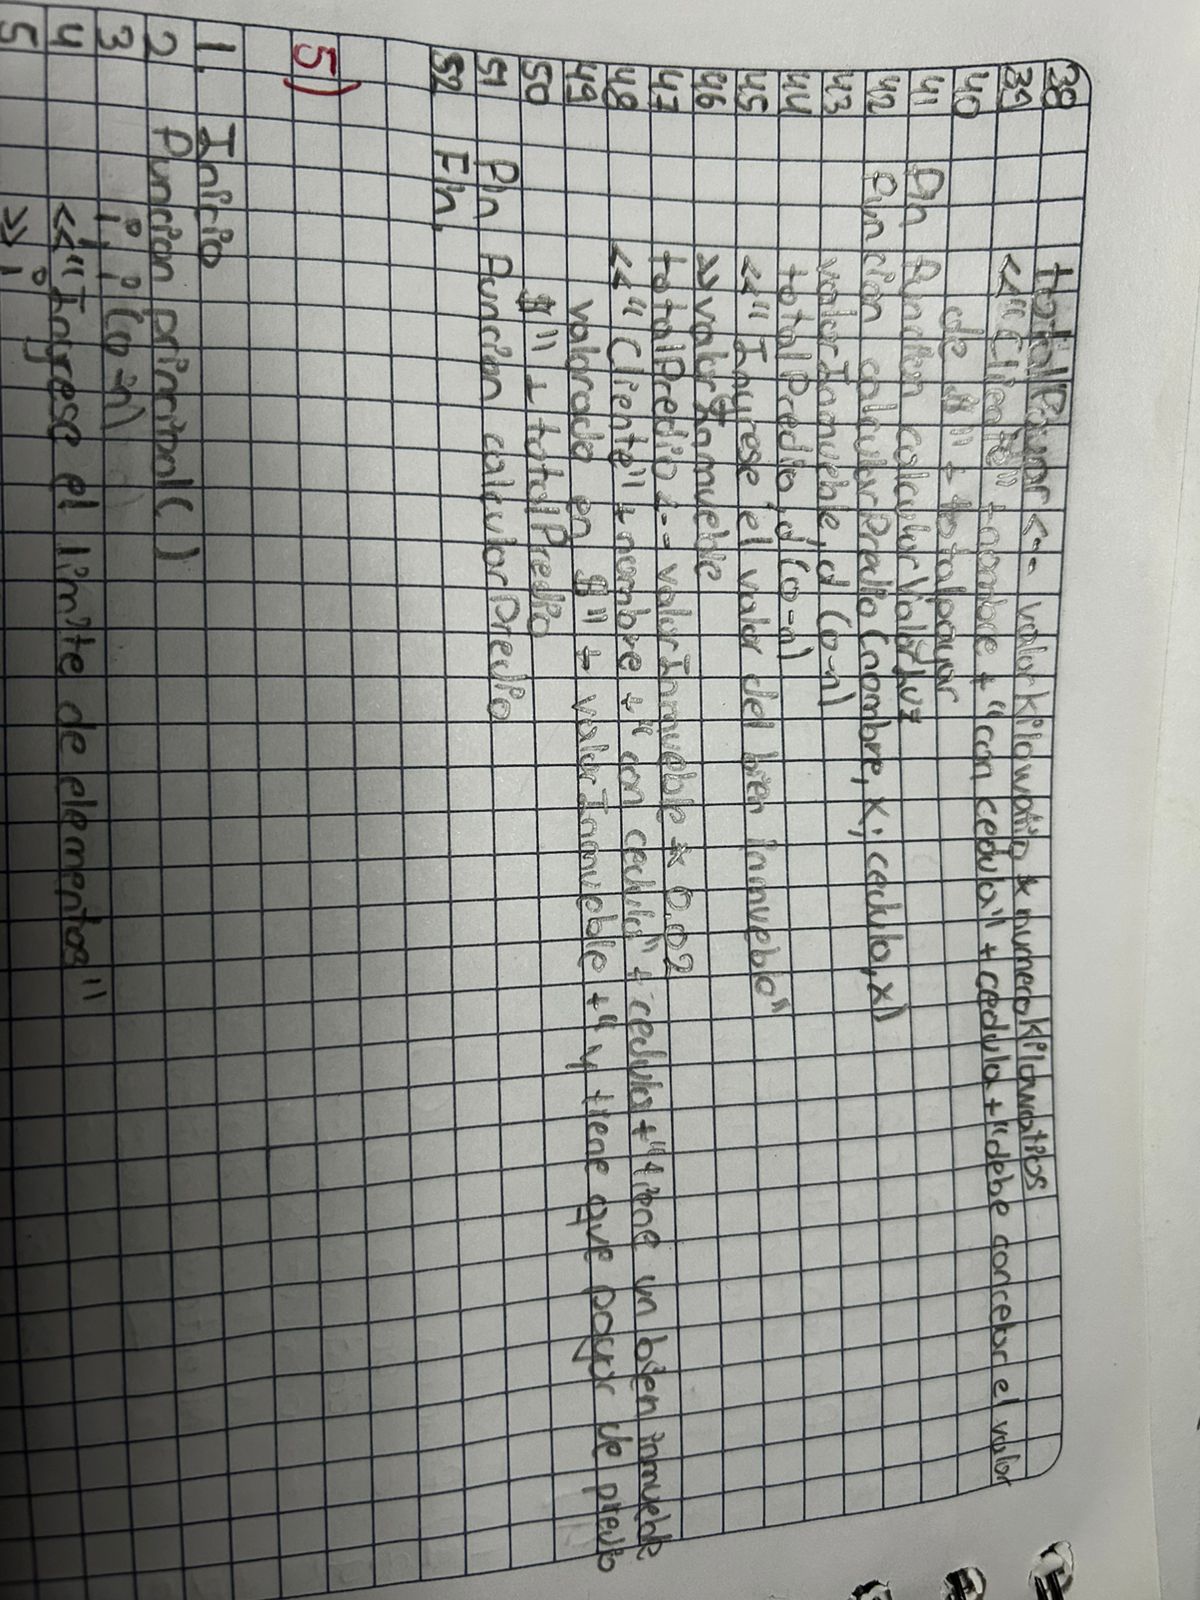 38 totalPagar <-- valorKilowatio * numeroKilowatios
39 <<"Cliente" + nombre + "con cedula" + cedula + "debe cancelar el valor
40 de $" + totalpagar
41 Fin Funcion calcularValorLuz
42 Funcion calcularPredio (nombre, x; cedula, x)
43 valorInmueble, d (0-n)
44 totalPredio, d (0-n)
45 <<"Ingrese el valor del bien inmueble"
46 >>valorInmueble
47 totalPredio <-- valorInmueble * 0.02
48 <<"Cliente" + nombre + "con cedula" + cedula + "tiene un bien inmueble
49 valorado en $" + valorInmueble + "y tiene que pagar de predio
50 $" + totalPredio
51 Fin Funcion calcularPredio
52 Fin.
5)
1. Inicio
2 Funcion principal()
3 i; i (0-n)
4 <<"Ingrese el limite de elementos"
5 >> i